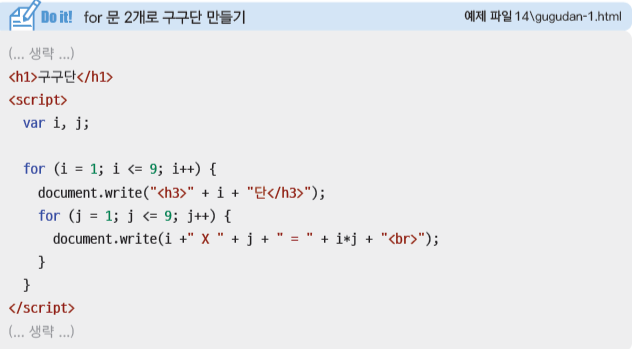 Do it! for 문 2개로 구구단 만들기 예제 파일 14\gugudan-1.html
(... 생략 ...)
<h1>구구단</h1>
<script>
  var i, j;

  for (i = 1; i <= 9; i++) {
    document.write("<h3>" + i + "단</h3>");
    for (j = 1; j <= 9; j++) {
      document.write(i +" X " + j + " = " + i*j + "<br>");
    }
  }
</script>
(... 생략 ...)